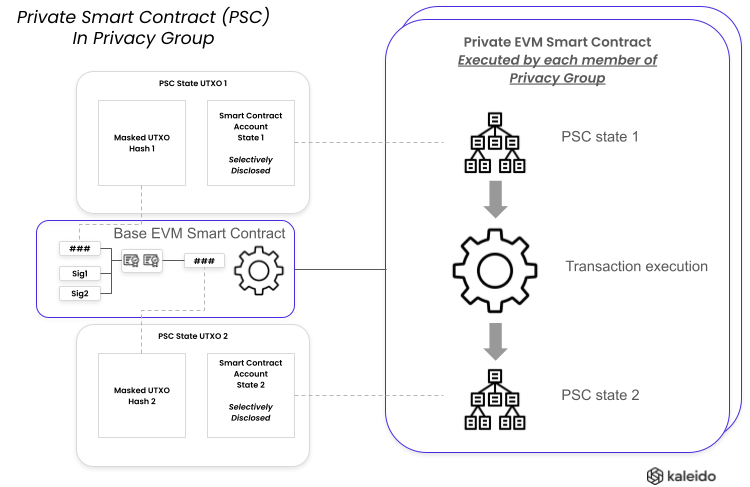 Private Smart Contract (PSC)
In Privacy Group
PSC State UTXO 1
Masked UTXO
Hash 1
Smart Contract
Account
State 1
Selectively
Disclosed
Base EVM Smart Contract
###
Sig1
Sig2
###
PSC State UTXO 2
Masked UTXO
Hash 2
Smart Contract
Account
State 2
Selectively
Disclosed
Private EVM Smart Contract
Executed by each member of
Privacy Group
PSC state 1
Transaction execution
PSC state 2
kaleido